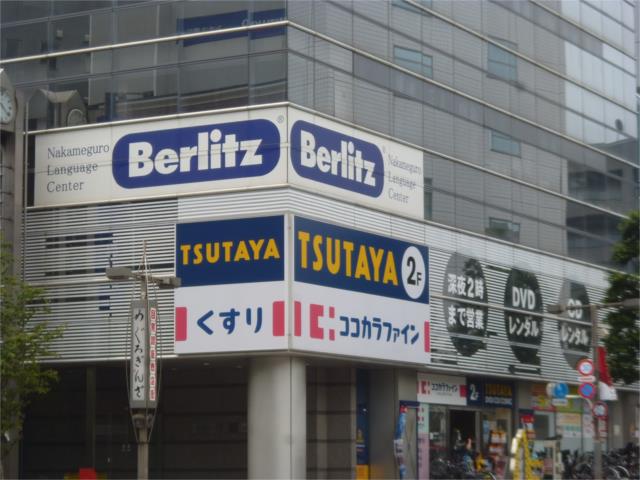 Nakameguro
Language
Center
Berlitz®
Berlitz
Nakameguro
Language
Center
TSUTAYA
TSUTAYA
2F
くすり
ココカラファイン
深夜2時
まで営業
DVD
レンタル
CD
レンタル
めぐろぎんざ
ココカラファイン
2F
TSUTAYA